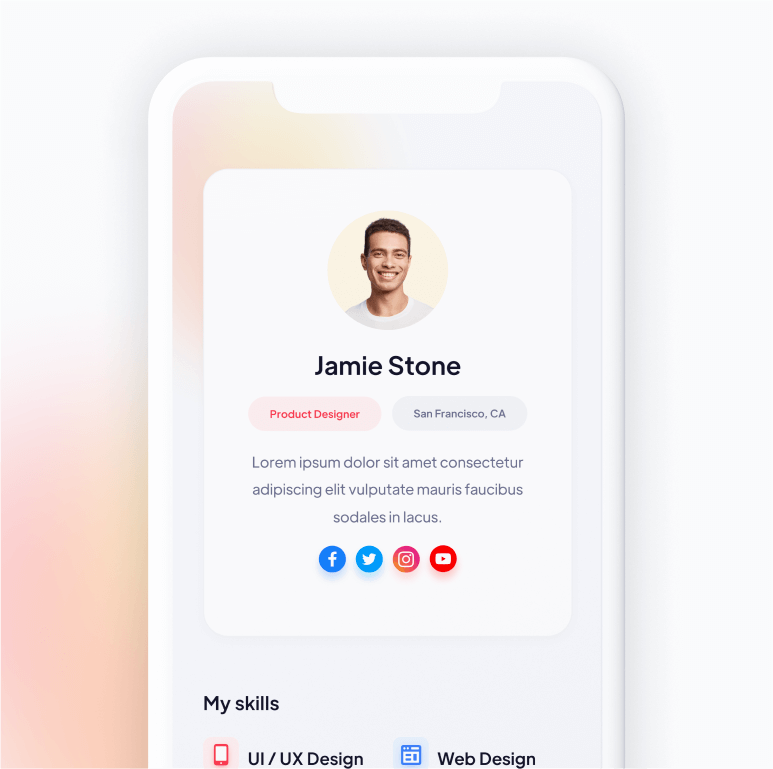 Jamie Stone
Product Designer
San Francisco, CA
Lorem ipsum dolor sit amet consectetur
adipiscing elit vulputate mauris faucibus
sodales in lacus.
My skills
UI / UX Design
Web Design